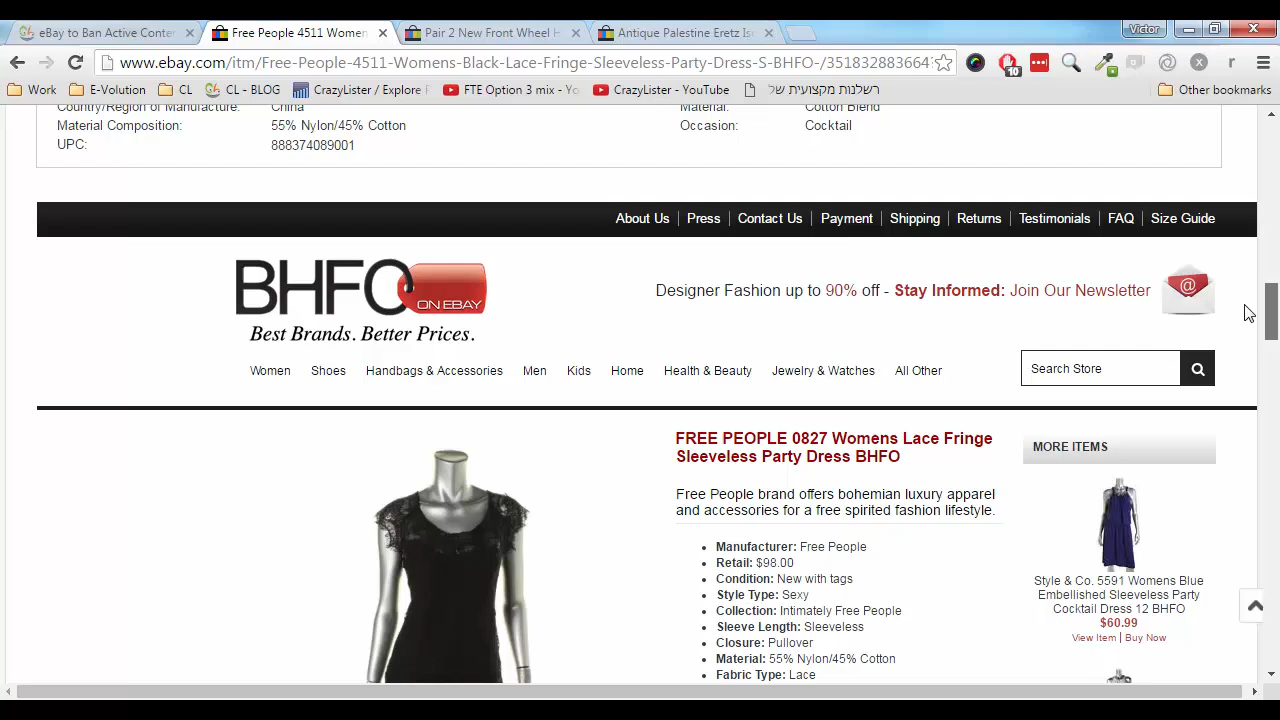 eBay to Ban Active Conter
Free People 4511 Women
Pair 2 New Front Wheel H
Antique Palestine Eretz Isr
Victor
www.ebay.com/itm/Free-People-4511-Womens-Black-Lace-Fringe-Sleeveless-Party-Dress-S-BHFO-/351832883664?
10
Work
E-Volution
CL
CL - BLOG
CrazyLister / Explore
FTE Option 3 mix - Yo
CrazyLister - YouTube
רשלנות מקצועית של
Other bookmarks
Country/Region of Manufacture: China
Material: Cotton Blend
Material Composition: 55% Nylon/45% Cotton
Occasion: Cocktail
UPC: 888374089001
About Us | Press | Contact Us | Payment | Shipping | Returns | Testimonials | FAQ | Size Guide
BHFO ON EBAY
Best Brands. Better Prices.
Designer Fashion up to 90% off - Stay Informed: Join Our Newsletter
@
Women Shoes Handbags & Accessories Men Kids Home Health & Beauty Jewelry & Watches All Other
Search Store
FREE PEOPLE 0827 Womens Lace Fringe
Sleeveless Party Dress BHFO
Free People brand offers bohemian luxury apparel
and accessories for a free spirited fashion lifestyle.
• Manufacturer: Free People
• Retail: $98.00
• Condition: New with tags
• Style Type: Sexy
• Collection: Intimately Free People
• Sleeve Length: Sleeveless
• Closure: Pullover
• Material: 55% Nylon/45% Cotton
• Fabric Type: Lace
MORE ITEMS
Style & Co. 5591 Womens Blue
Embellished Sleeveless Party
Cocktail Dress 12 BHFO
$60.99
View Item | Buy Now